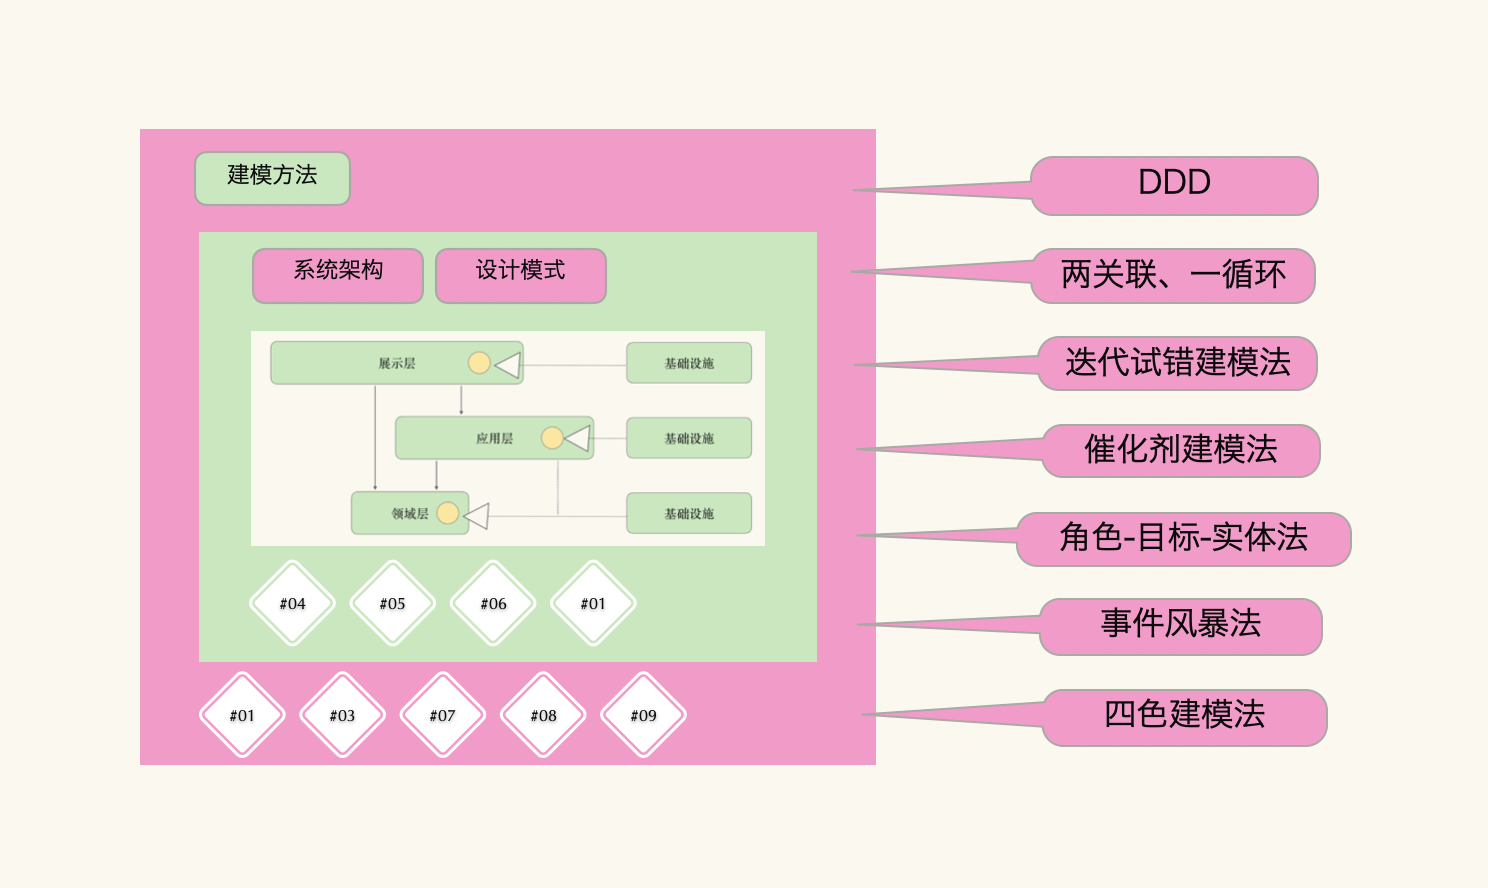 建模方法
系统架构
设计模式
展示层
基础设施
应用层
基础设施
领域层
基础设施
#04
#05
#06
#01
#01
#03
#07
#08
#09
DDD
两关联、一循环
迭代试错建模法
催化剂建模法
角色-目标-实体法
事件风暴法
四色建模法